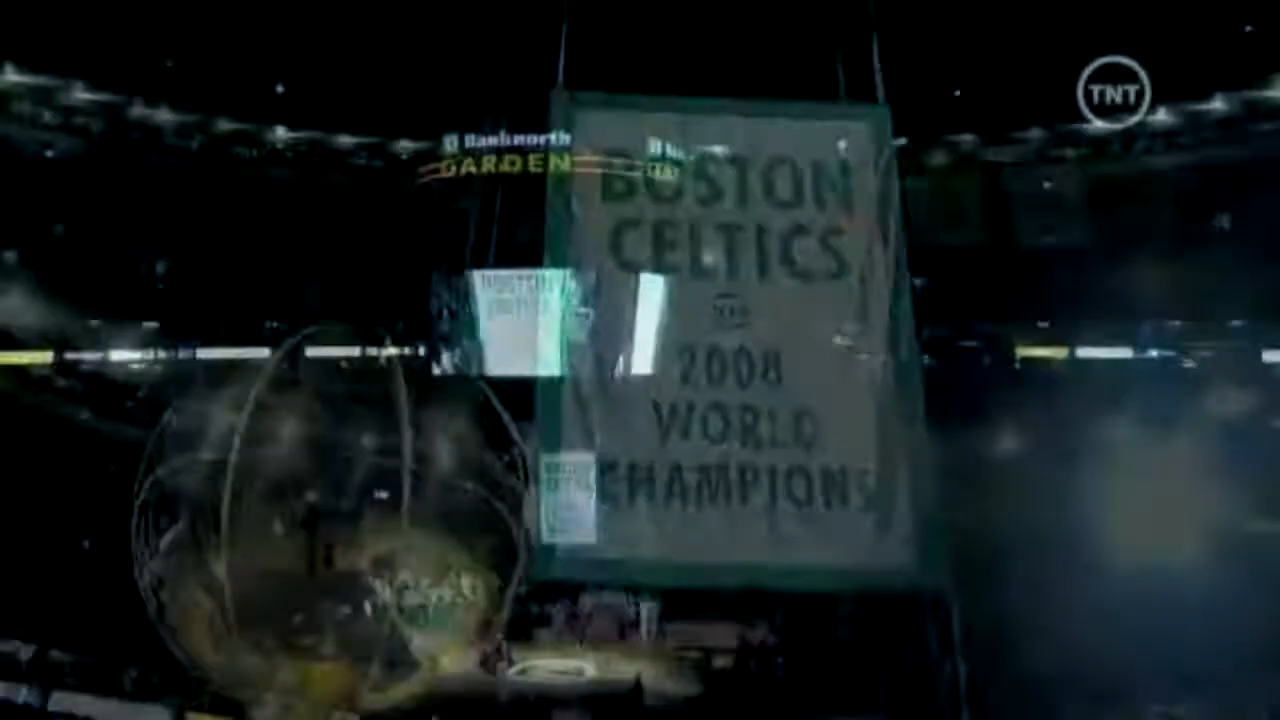 TNT
Banknorth
GARDEN
BOSTON
CELTICS
2008
WORLD
CHAMPIONS